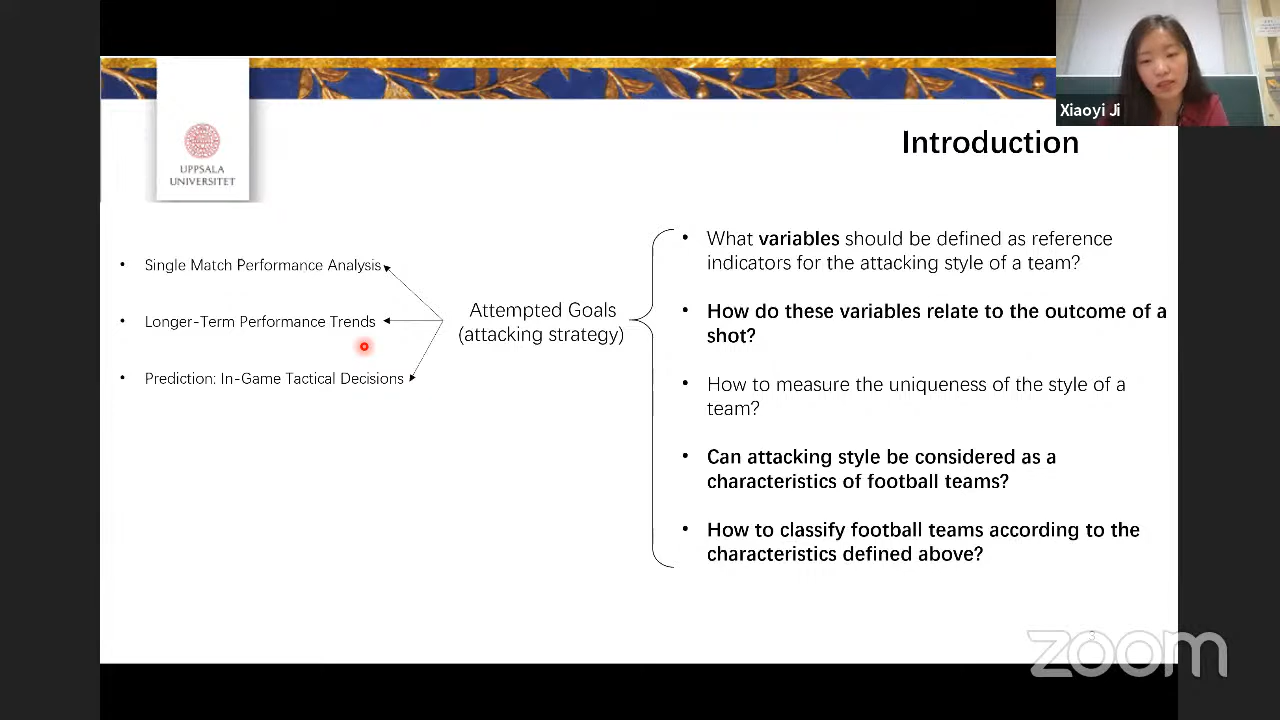 Xiaoyi Ji
Introduction
UPPSALA
UNIVERSITET
• Single Match Performance Analysis
• Longer-Term Performance Trends
• Prediction: In-Game Tactical Decisions
Attempted Goals
(attacking strategy)
• What variables should be defined as reference
indicators for the attacking style of a team?
• How do these variables relate to the outcome of a
shot?
• How to measure the uniqueness of the style of a
team?
• Can attacking style be considered as a
characteristics of football teams?
• How to classify football teams according to the
characteristics defined above?
3
zoom